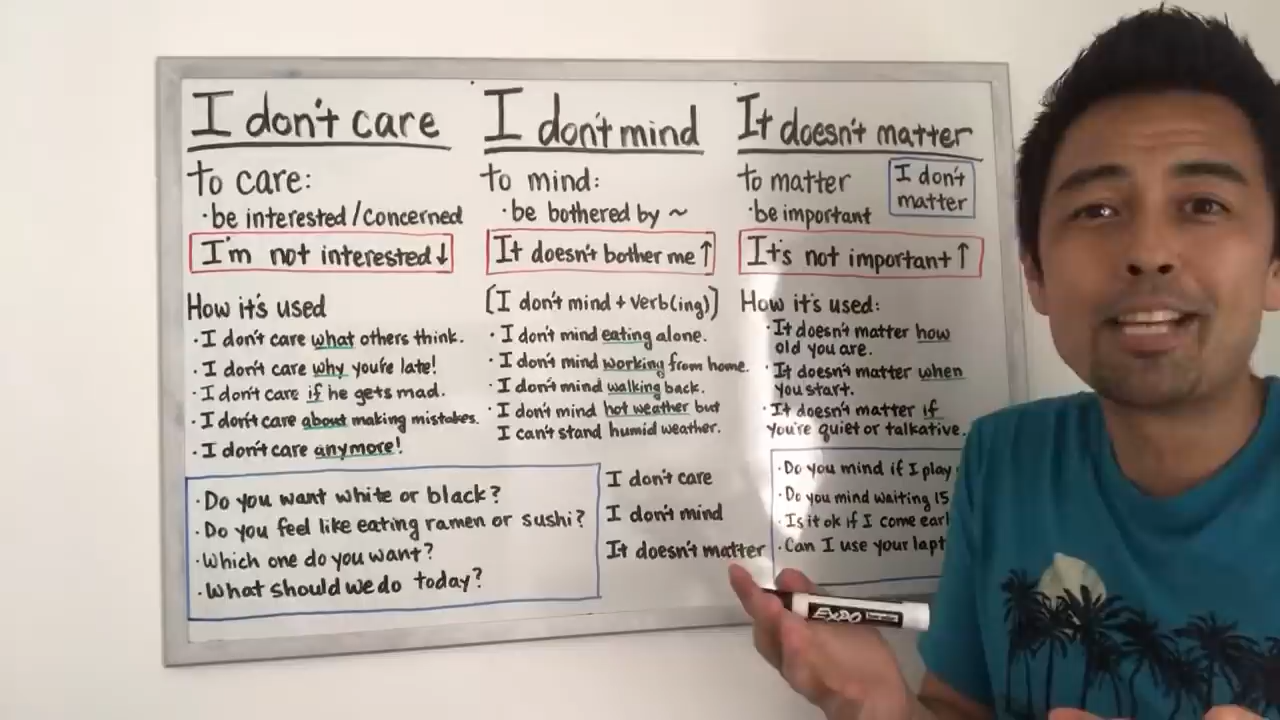 I don't care
to care:
· be interested/concerned
I'm not interested↓
How it's used
· I don't care what others think.
· I don't care why you're late!
· I don't care if he gets mad.
· I don't care about making mistakes.
· I don't care anymore!
I don't mind
to mind:
· be bothered by ~
It doesn't bother me↑
[I don't mind + verb(ing)]
· I don't mind eating alone.
· I don't mind working from home.
· I don't mind walking back.
· I don't mind hot weather but
I can't stand humid weather.
It doesn't matter
to matter
· be important
I don't
matter
It's not important↑
How it's used:
· It doesn't matter how
old you are.
· It doesn't matter when
you start.
· It doesn't matter if
you're quiet or talkative.
· Do you want white or black?
· Do you feel like eating ramen or sushi?
· Which one do you want?
· What should we do today?
I don't care
I don't mind
It doesn't matter
· Do you mind if I play
· Do you mind waiting 15
· Is it ok if I come
· Can I use your
EXPO